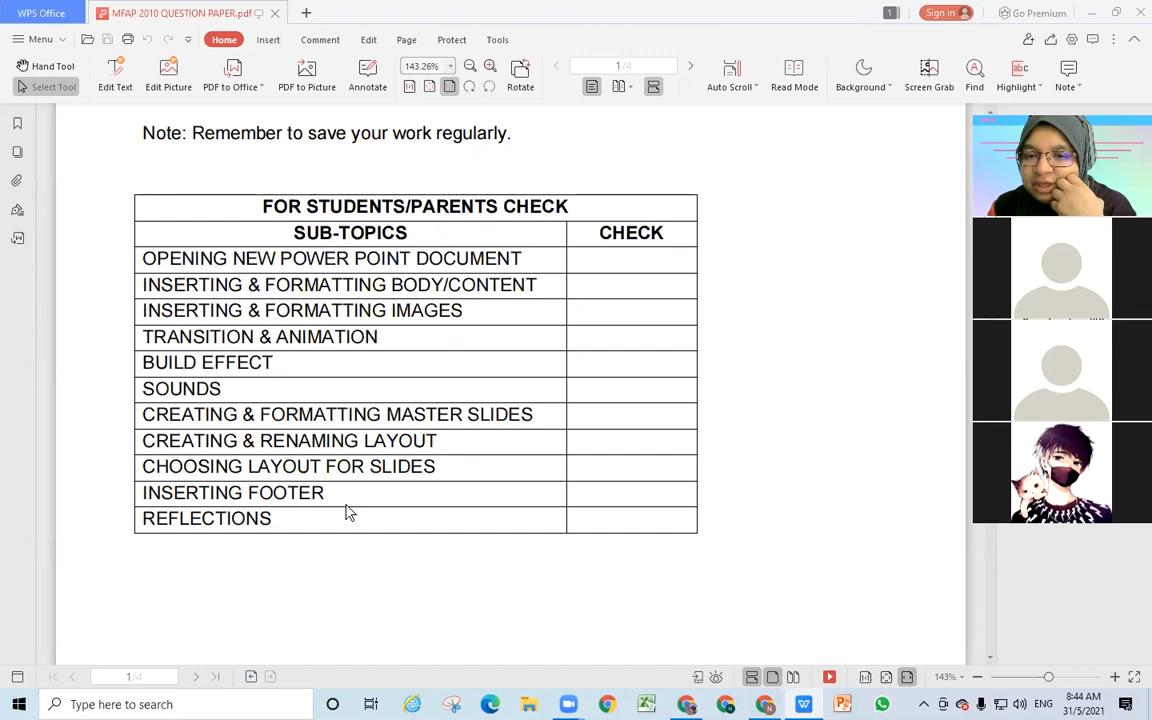 WPS Office
MFAP 2010 QUESTION PAPER.pdf
1
Sign in
Go Premium
Menu
Home
Insert
Comment
Edit
Page
Protect
Tools
Hand Tool
Select Tool
Edit Text
Edit Picture
PDF to Office
PDF to Picture
Annotate
143.26%
Rotate
1/4
Auto Scroll
Read Mode
Background
Screen Grab
Find
Highlight
Note
Note: Remember to save your work regularly.
FOR STUDENTS/PARENTS CHECK
SUB-TOPICS CHECK
OPENING NEW POWER POINT DOCUMENT
INSERTING & FORMATTING BODY/CONTENT
INSERTING & FORMATTING IMAGES
TRANSITION & ANIMATION
BUILD EFFECT
SOUNDS
CREATING & FORMATTING MASTER SLIDES
CREATING & RENAMING LAYOUT
CHOOSING LAYOUT FOR SLIDES
INSERTING FOOTER
REFLECTIONS
1/4
143%
Type here to search
ENG
8:44 AM
31/5/2021